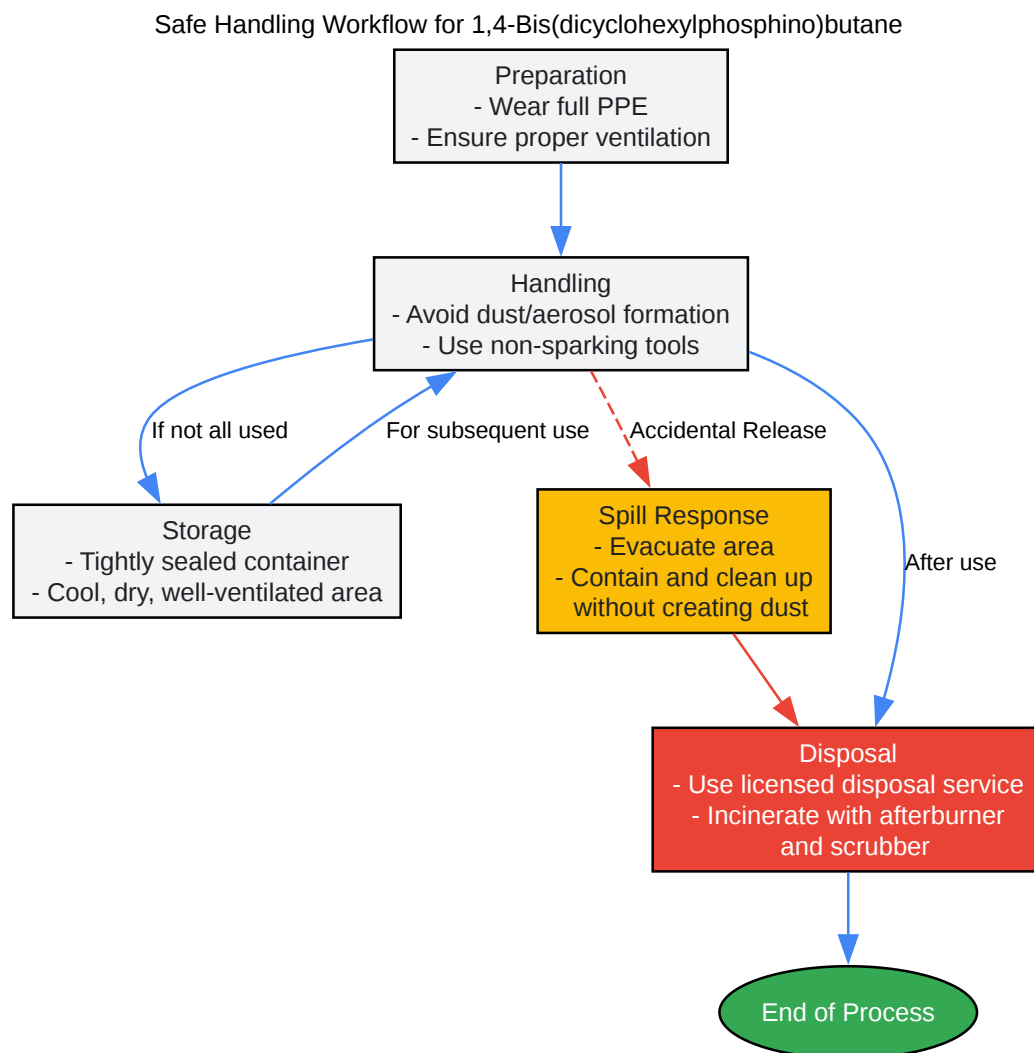 Safe Handling Workflow for 1,4-Bis(dicyclohexylphosphino)butane
Preparation
- Wear full PPE
- Ensure proper ventilation
Handling
- Avoid dust/aerosol formation
- Use non-sparking tools
If not all used
For subsequent use
Accidental Release
Storage
- Tightly sealed container
- Cool, dry, well-ventilated area
Spill Response
- Evacuate area
- Contain and clean up
without creating dust
After use
Disposal
- Use licensed disposal service
- Incinerate with afterburner
and scrubber
End of Process